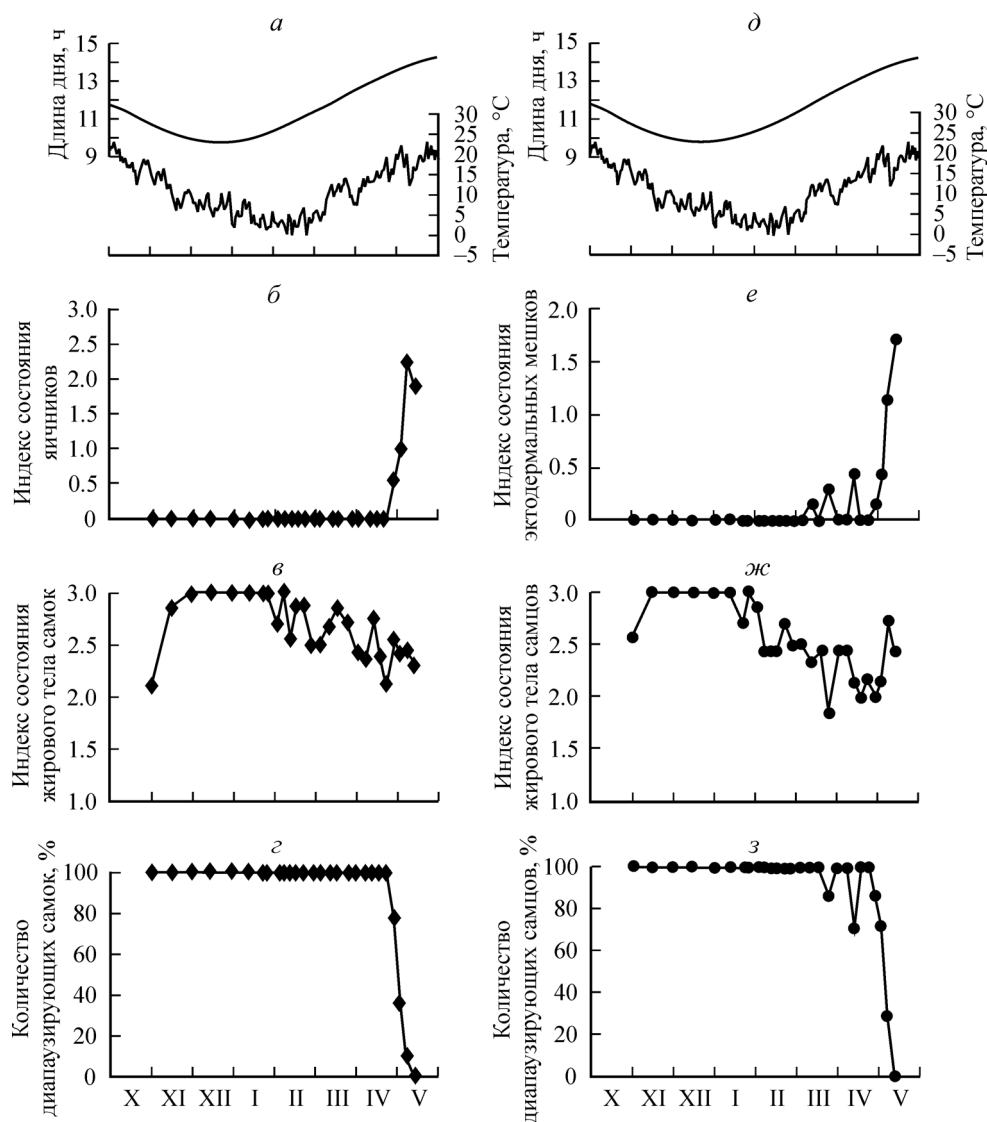 а
Длина дня, ч
15
13
11
9
30
25
20
15
10
5
0
–5
Температура, °C
д
Длина дня, ч
15
13
11
9
30
25
20
15
10
5
0
–5
Температура, °C
б
Индекс состояния
яичников
3.0
2.5
2.0
1.5
1.0
0.5
0
е
Индекс состояния
эктодермальных мешков
2.0
1.5
1.0
0.5
0
в
Индекс состояния
жирового тела самок
3.0
2.5
2.0
1.5
1.0
ж
Индекс состояния
жирового тела самцов
3.0
2.5
2.0
1.5
1.0
г
Количество
диапаузирующих самок, %
100
80
60
40
20
0
X XI XII I II III IV V
з
Количество
диапаузирующих самцов, %
100
80
60
40
20
0
X XI XII I II III IV V